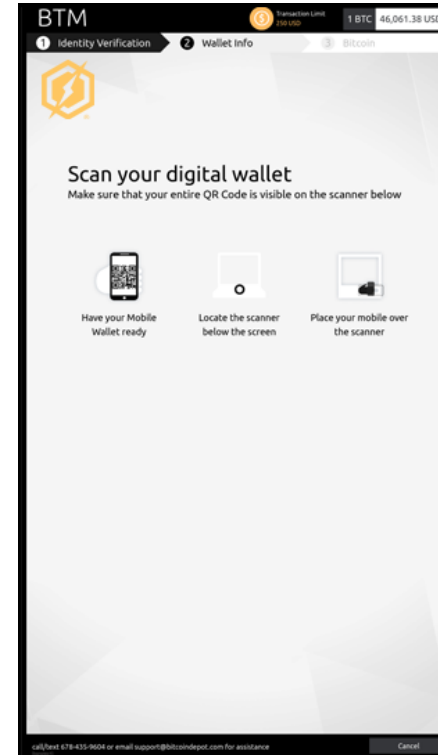 BTM
Transaction Limit
250 USD
1 BTC 46,061.38 USD
1 Identity Verification
2 Wallet Info
3 Bitcoin
Scan your digital wallet
Make sure that your entire QR Code is visible on the scanner below
Have your Mobile
Wallet ready
Locate the scanner
below the screen
Place your mobile over
the scanner
call/text 678-435-9604 or email support@bitcoindepot.com for assistance
Cancel